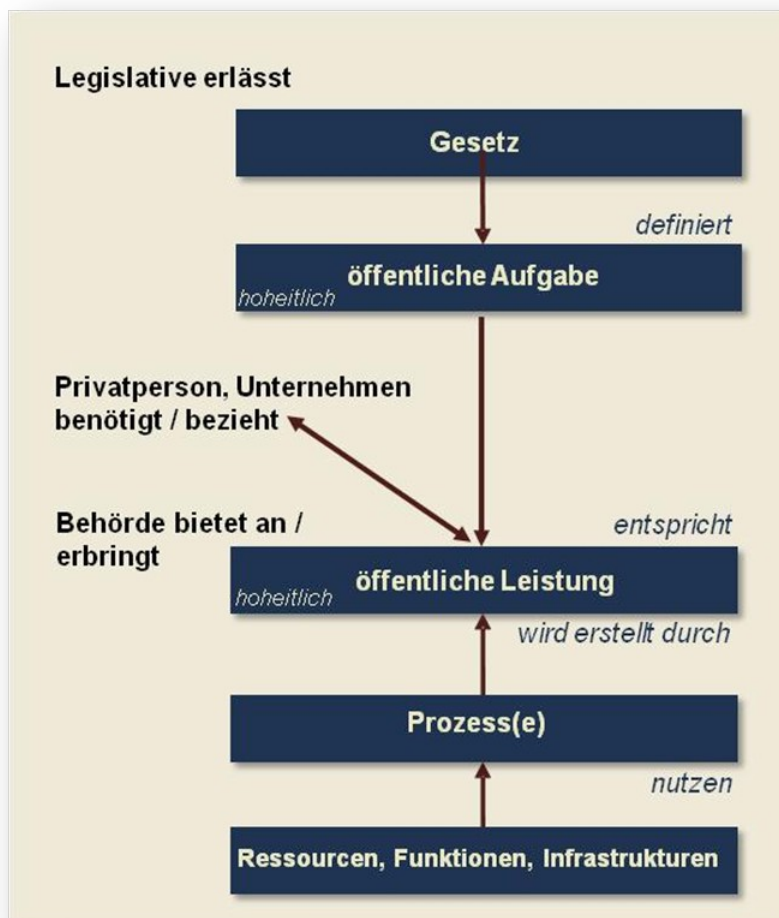 Legislative erlässt
Gesetz
definiert
öffentliche Aufgabe
hoheitlich
Privatperson, Unternehmen
benötigt / bezieht
Behörde bietet an /
erbringt
entspricht
öffentliche Leistung
hoheitlich
wird erstellt durch
Prozess(e)
nutzen
Ressourcen, Funktionen, Infrastrukturen